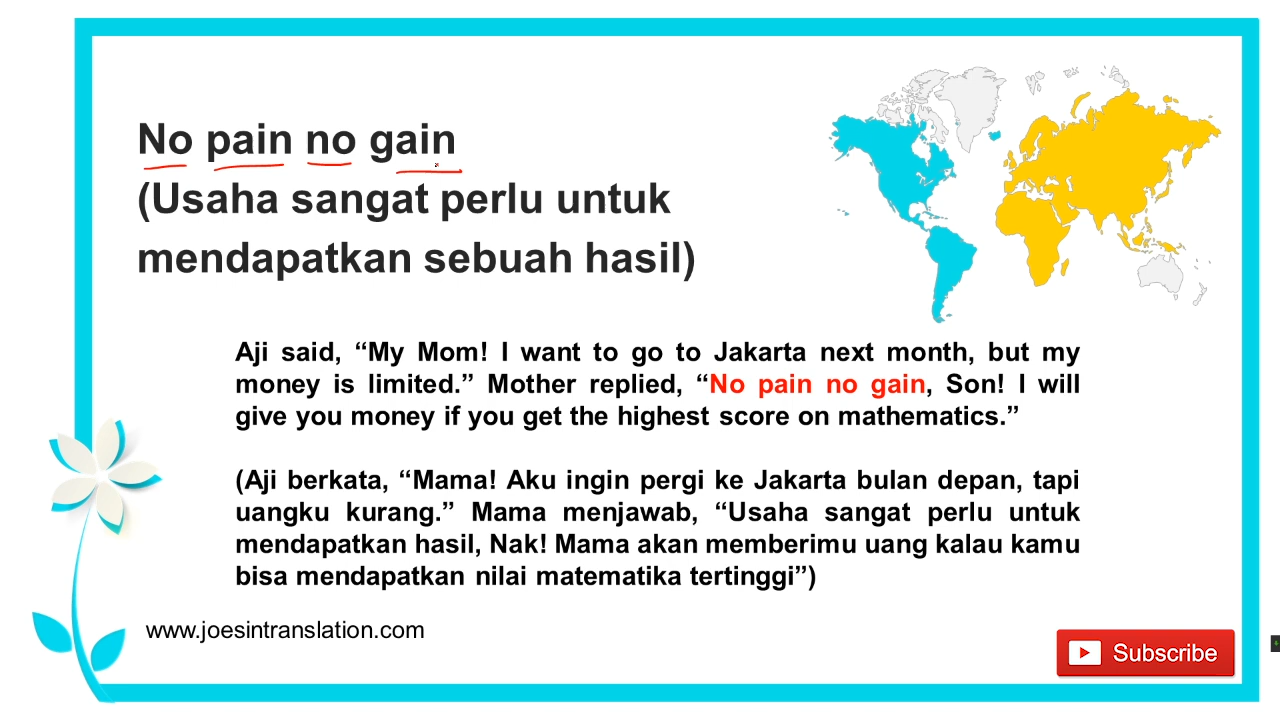 No pain no gain
(Usaha sangat perlu untuk
mendapatkan sebuah hasil)
Aji said, “My Mom! I want to go to Jakarta next month, but my
money is limited.” Mother replied, “No pain no gain, Son! I will
give you money if you get the highest score on mathematics.”
(Aji berkata, “Mama! Aku ingin pergi ke Jakarta bulan depan, tapi
uangku kurang.” Mama menjawab, “Usaha sangat perlu untuk
mendapatkan hasil, Nak! Mama akan memberimu uang kalau kamu
bisa mendapatkan nilai matematika tertinggi”)
www.joesintranslation.com
Subscribe